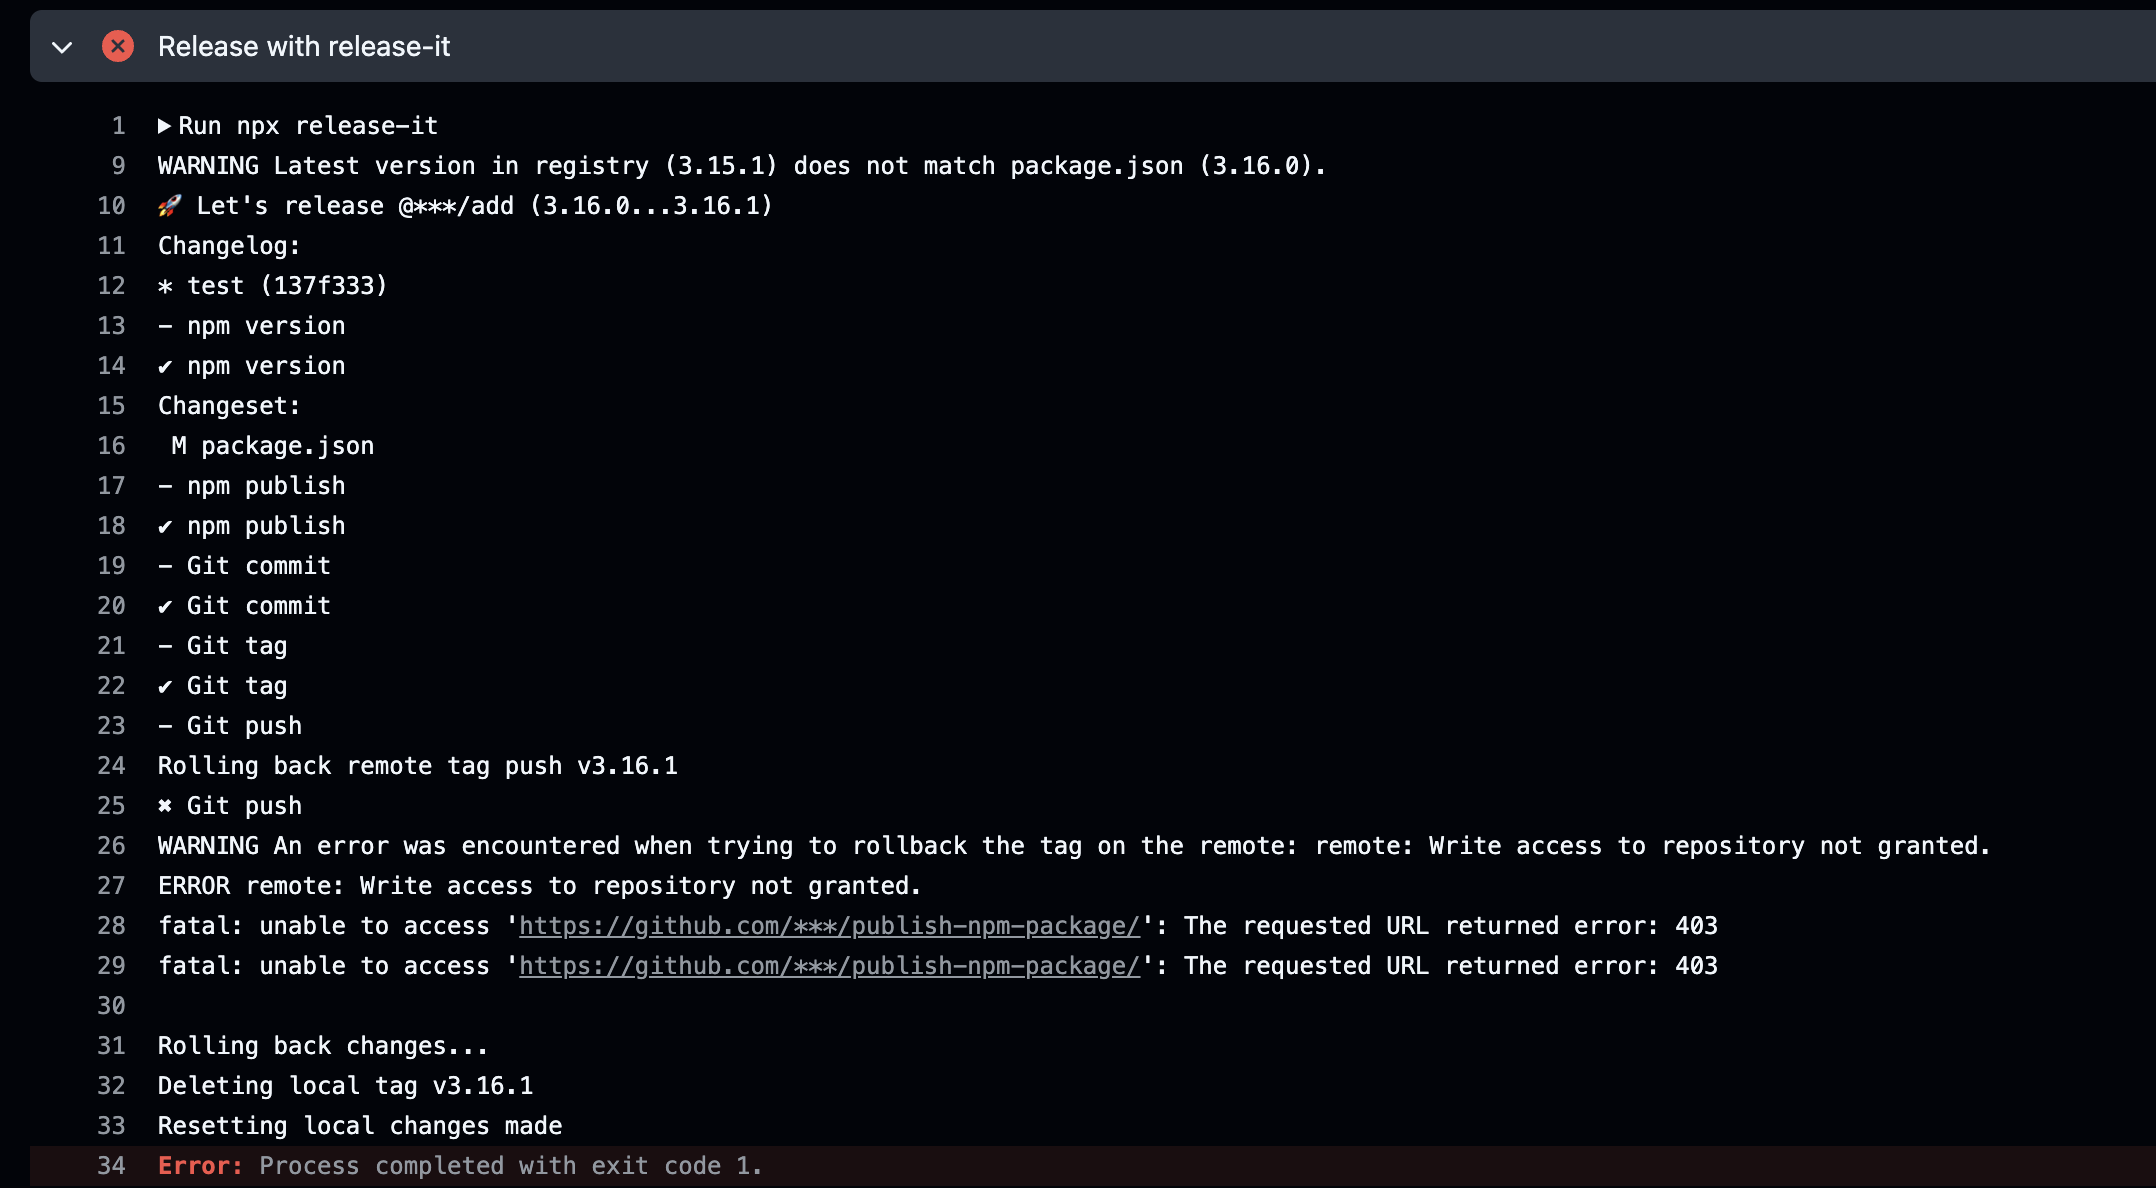 Release with release-it
1 ▶ Run npx release-it
9 WARNING Latest version in registry (3.15.1) does not match package.json (3.16.0).
10 🚀 Let's release @***/add (3.16.0...3.16.1)
11 Changelog:
12 * test (137f333)
13 - npm version
14 ✔ npm version
15 Changeset:
16  M package.json
17 - npm publish
18 ✔ npm publish
19 - Git commit
20 ✔ Git commit
21 - Git tag
22 ✔ Git tag
23 - Git push
24 Rolling back remote tag push v3.16.1
25 ✖ Git push
26 WARNING An error was encountered when trying to rollback the tag on the remote: remote: Write access to repository not granted.
27 ERROR remote: Write access to repository not granted.
28 fatal: unable to access 'https://github.com/***/publish-npm-package/': The requested URL returned error: 403
29 fatal: unable to access 'https://github.com/***/publish-npm-package/': The requested URL returned error: 403
30
31 Rolling back changes...
32 Deleting local tag v3.16.1
33 Resetting local changes made
34 Error: Process completed with exit code 1.